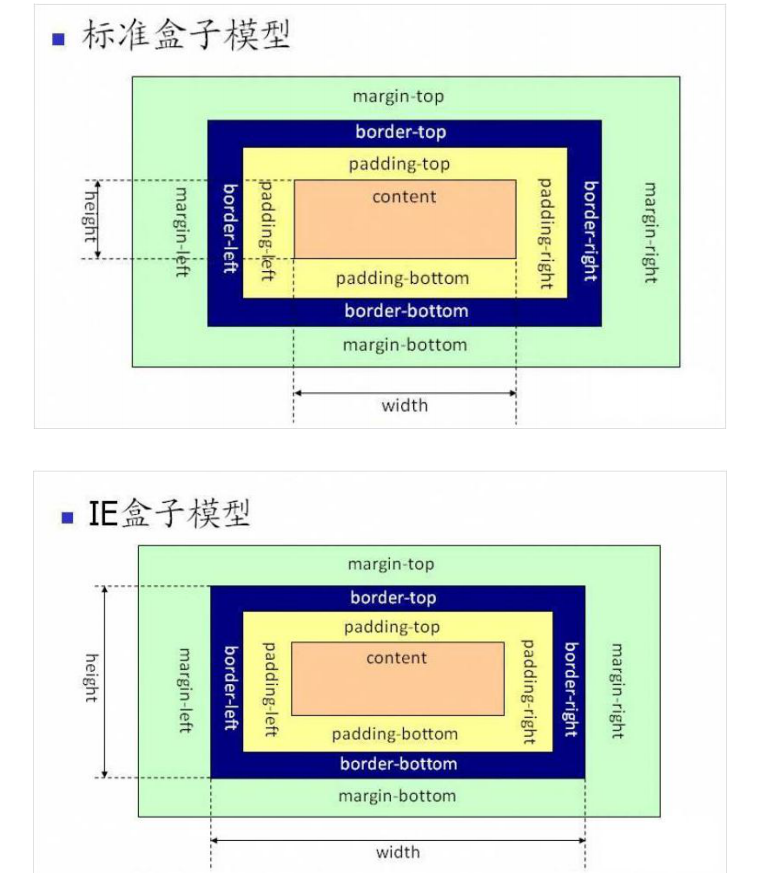 标准盒子模型
margin-top
border-top
padding-top
content
height
margin-left
border-left
padding-left
padding-right
border-right
margin-right
padding-bottom
border-bottom
margin-bottom
width
IE盒子模型
margin-top
border-top
padding-top
content
height
margin-left
border-left
padding-left
padding-right
border-right
margin-right
padding-bottom
border-bottom
margin-bottom
width